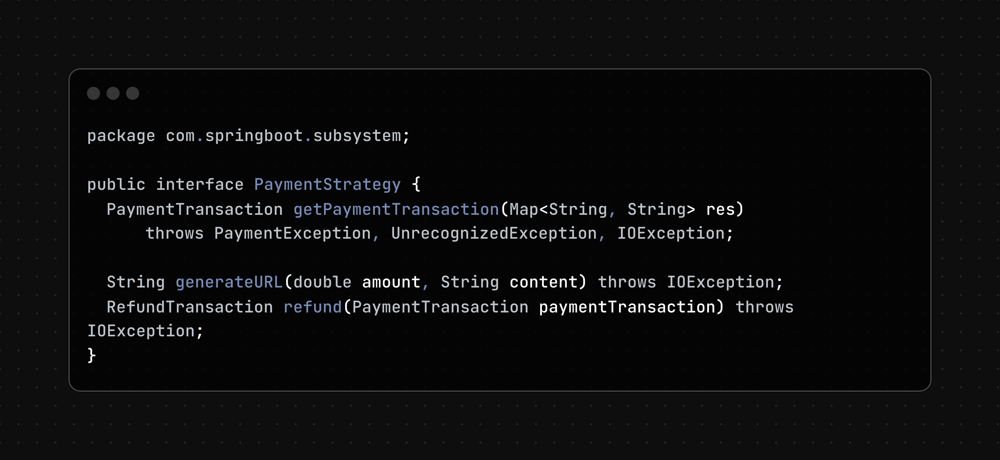 package com.springboot.subsystem;
public interface PaymentStrategy {
PaymentTransaction getPaymentTransaction(Map<String, String> res)
throws PaymentException, UnrecognizedException, IOException;
String generateURL(double amount, String content) throws IOException;
RefundTransaction refund(PaymentTransaction paymentTransaction) throws
IOException;
}